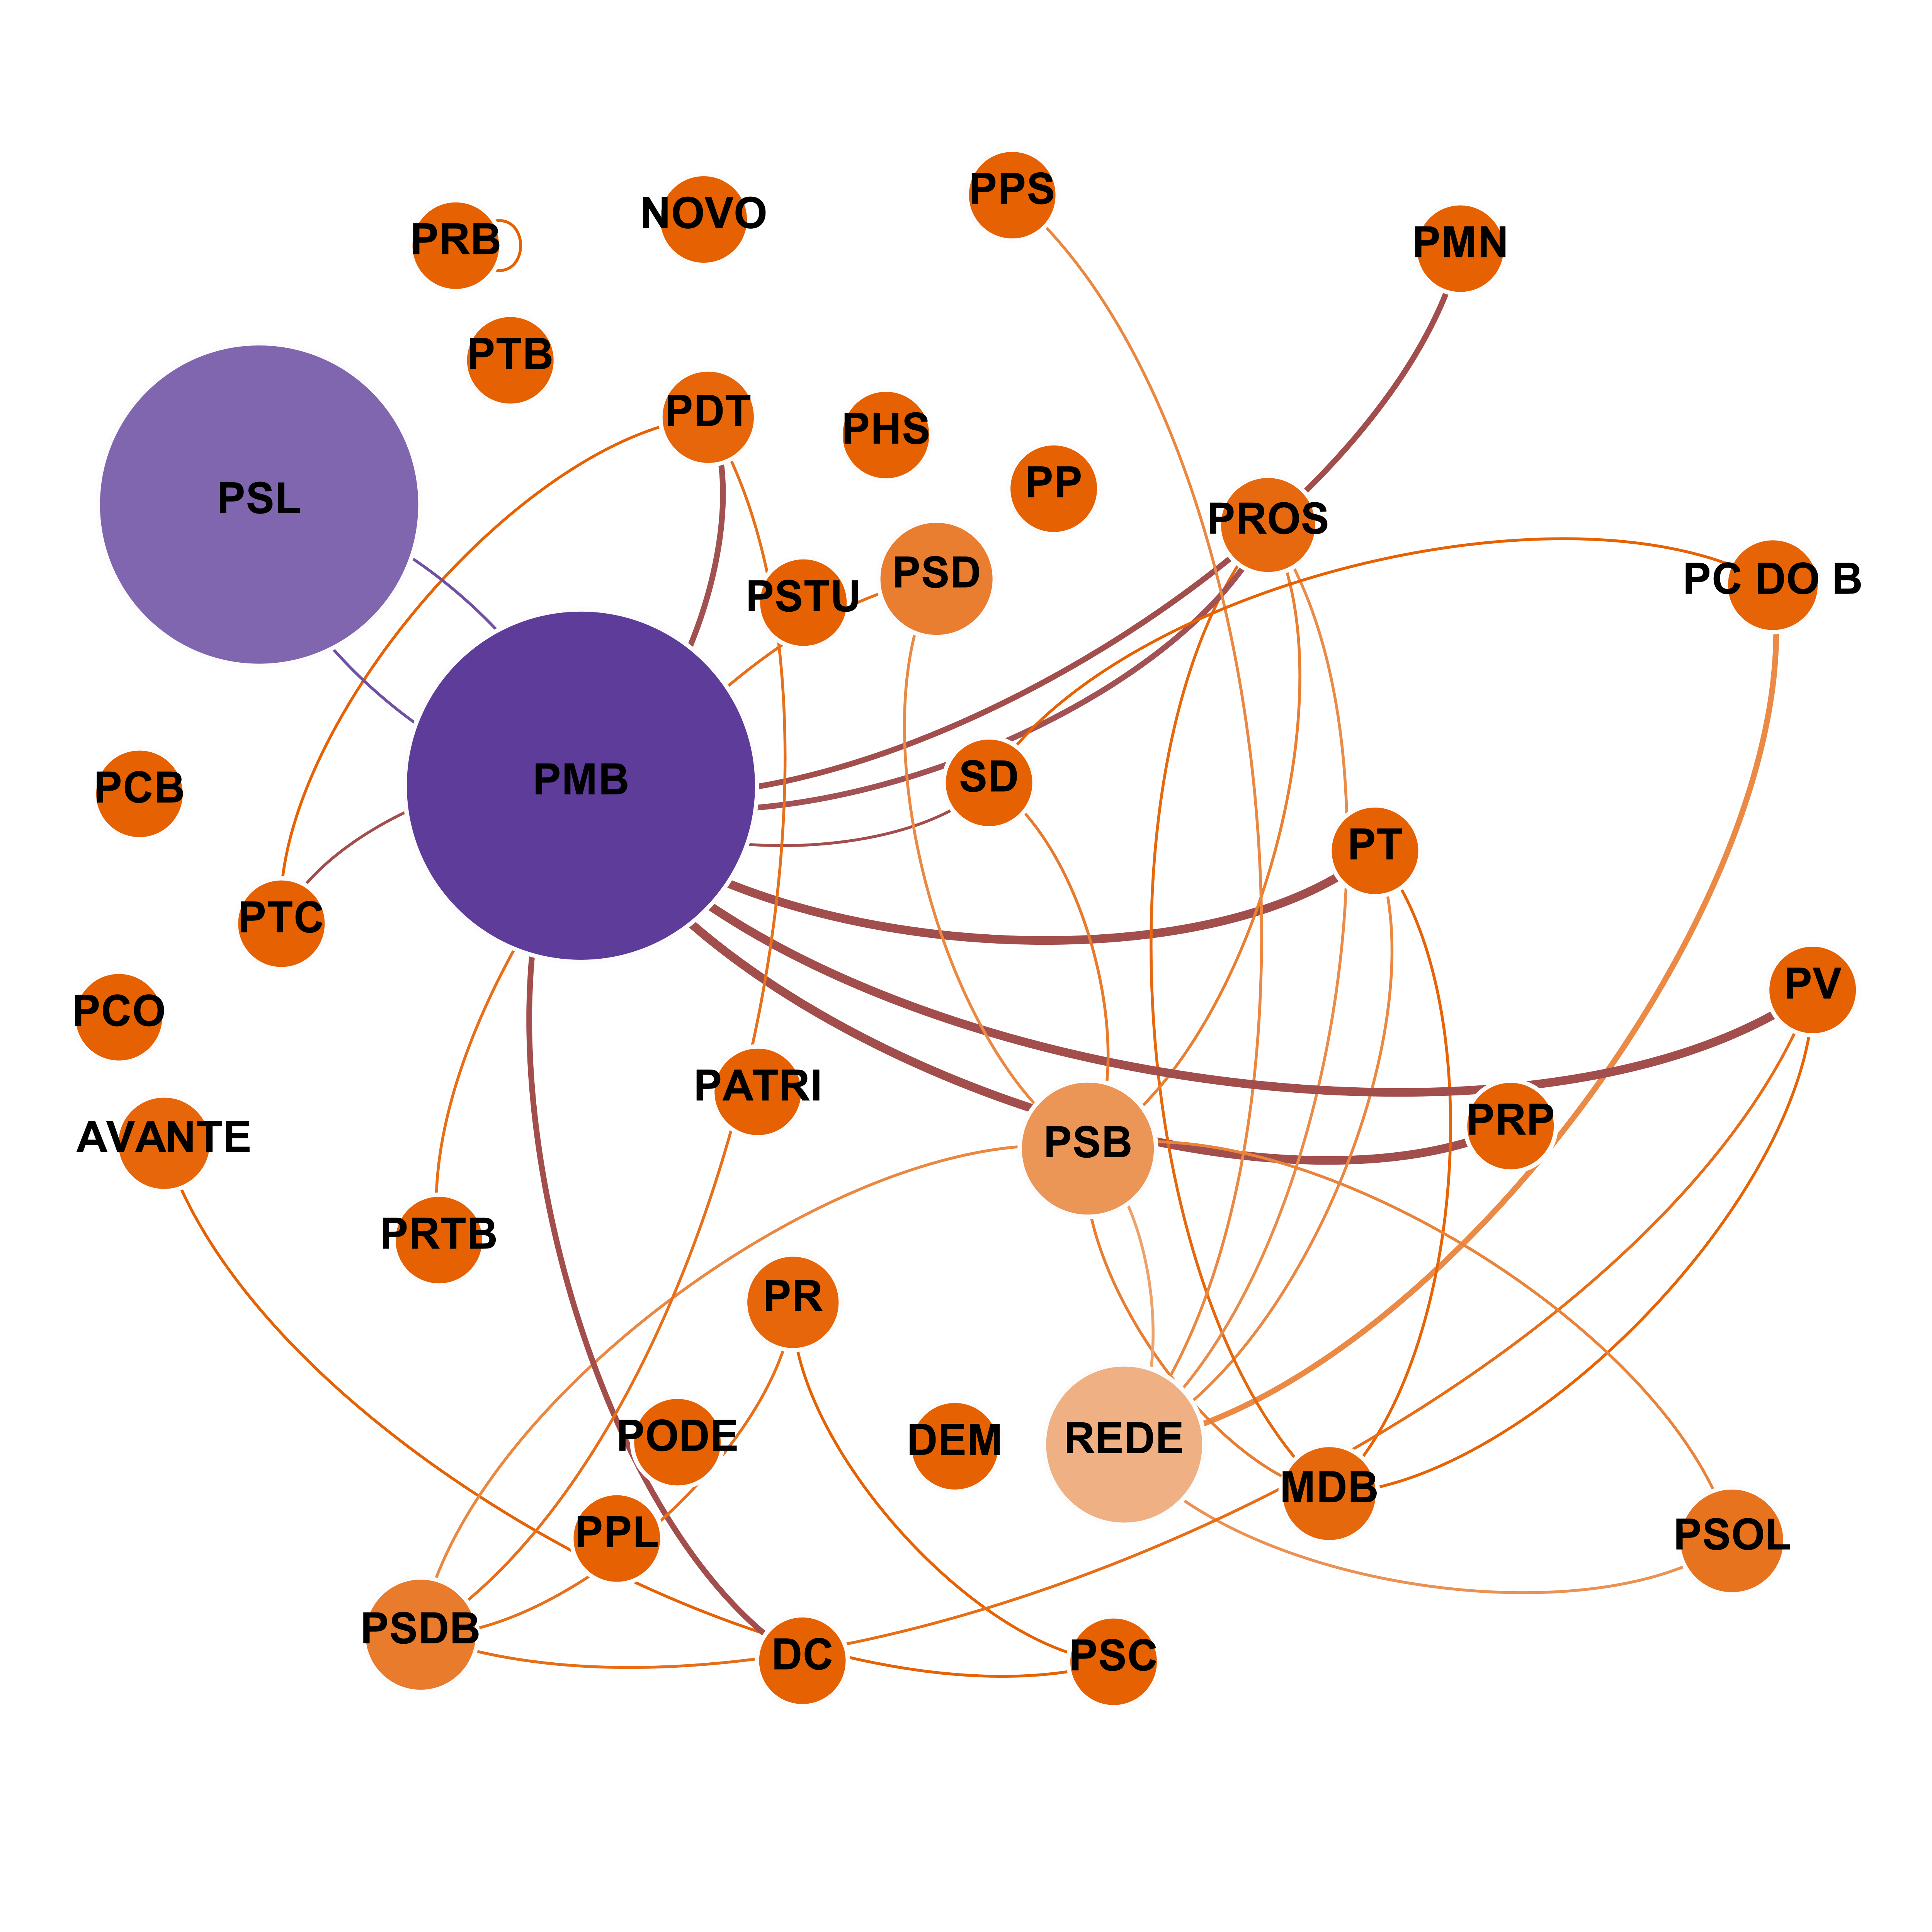 PPS
NOVO
PRB
PMN
PTB
PDT
PHS
PP
PSL
PROS
PSD
PC DO B
PSTU
PMB
SD
PCB
PT
PTC
PV
PCO
PATRI
PRP
AVANTE
PSB
PRTB
PR
PODE
DEM
REDE
MDB
PPL
PSOL
PSDB
DC
PSC